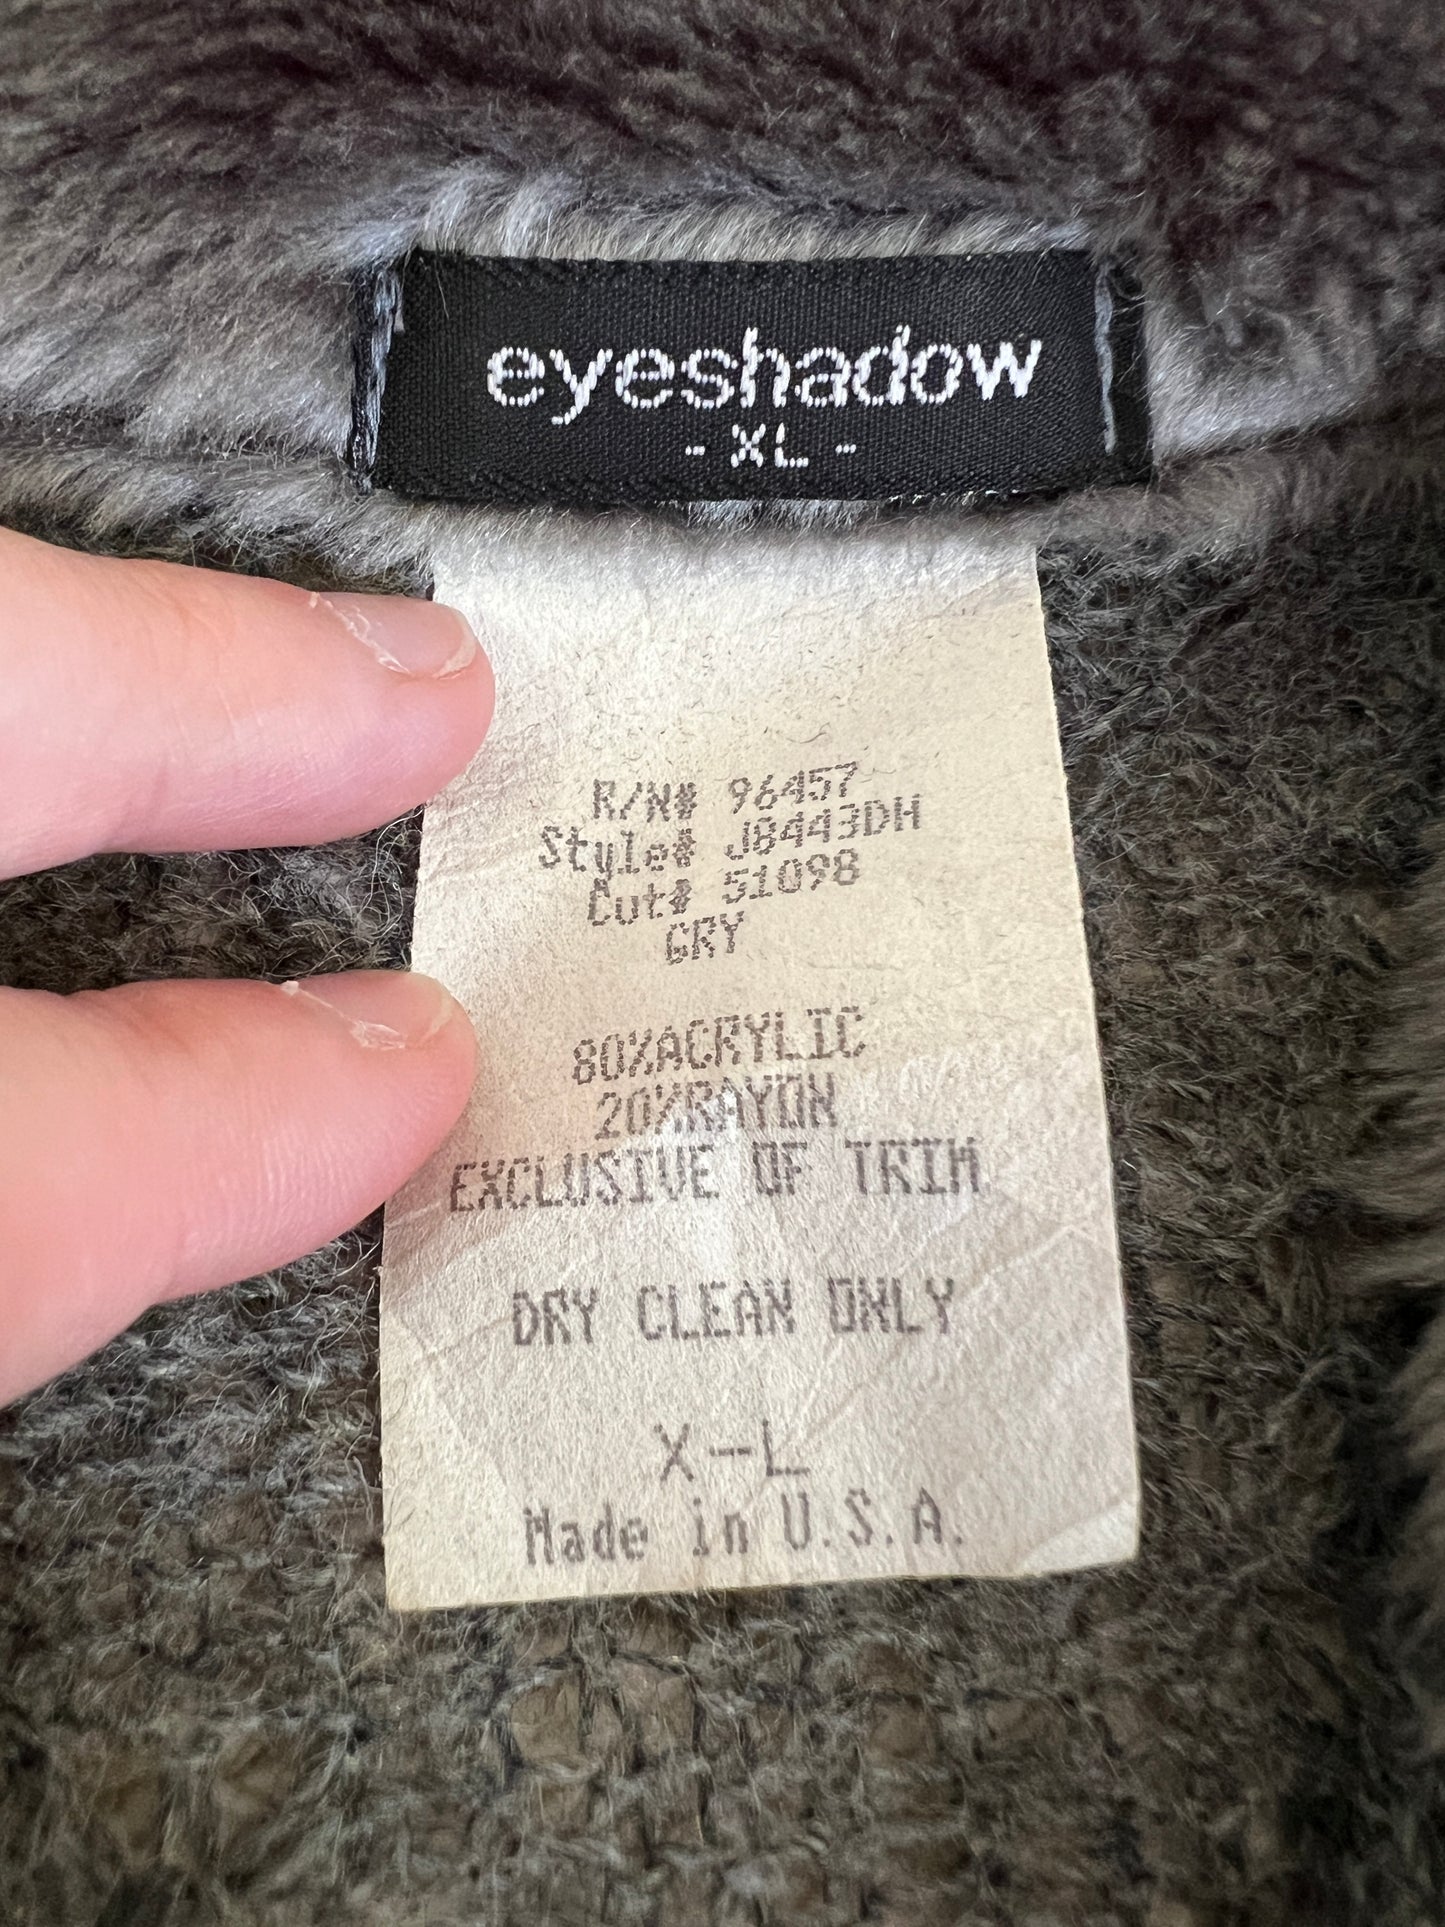 eyeshadow
- XL -
R/N# 96457
Style# J8443DH
Cut# 51098
GRY
80%ACRYLIC
20%RAYON
EXCLUSIVE OF TRIM
DRY CLEAN ONLY
X-L
Made in U.S.A.